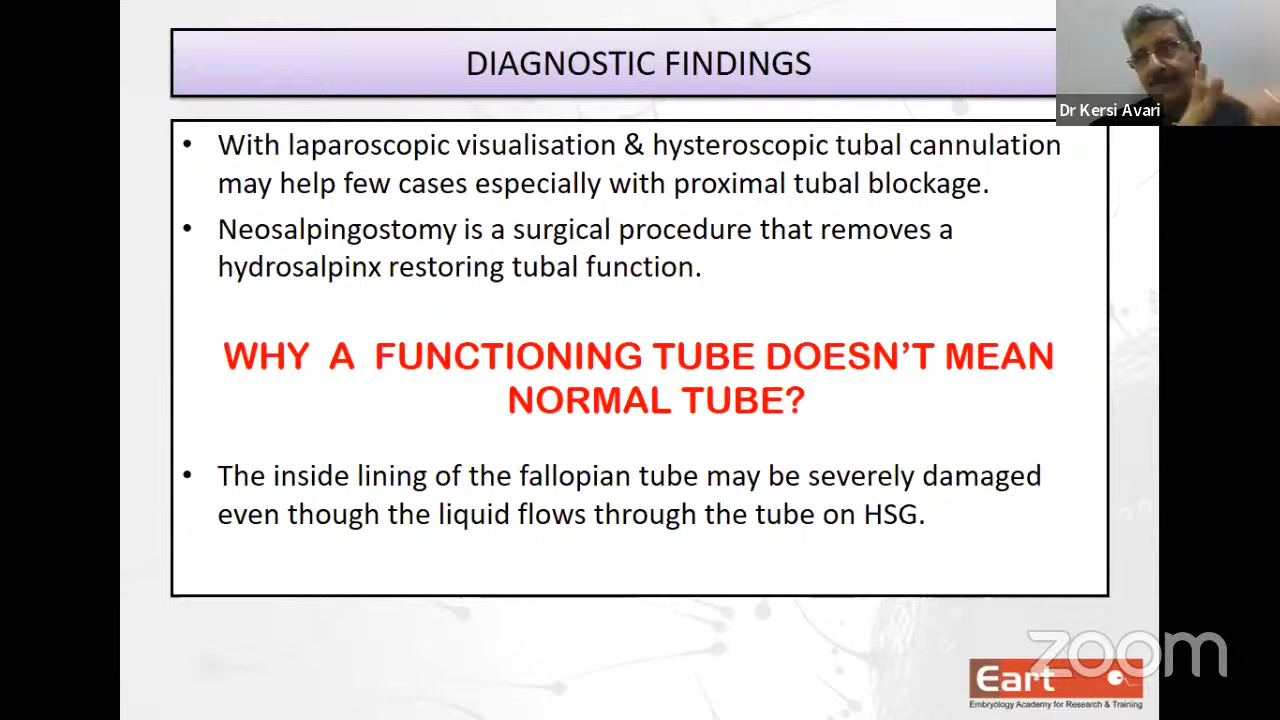 DIAGNOSTIC FINDINGS
Dr Kersi Avari
• With laparoscopic visualisation & hysteroscopic tubal cannulation
may help few cases especially with proximal tubal blockage.
• Neosalpingostomy is a surgical procedure that removes a
hydrosalpinx restoring tubal function.
WHY A FUNCTIONING TUBE DOESN’T MEAN
NORMAL TUBE?
• The inside lining of the fallopian tube may be severely damaged
even though the liquid flows through the tube on HSG.
zoom
Eart
Embryology Academy for Research & Training